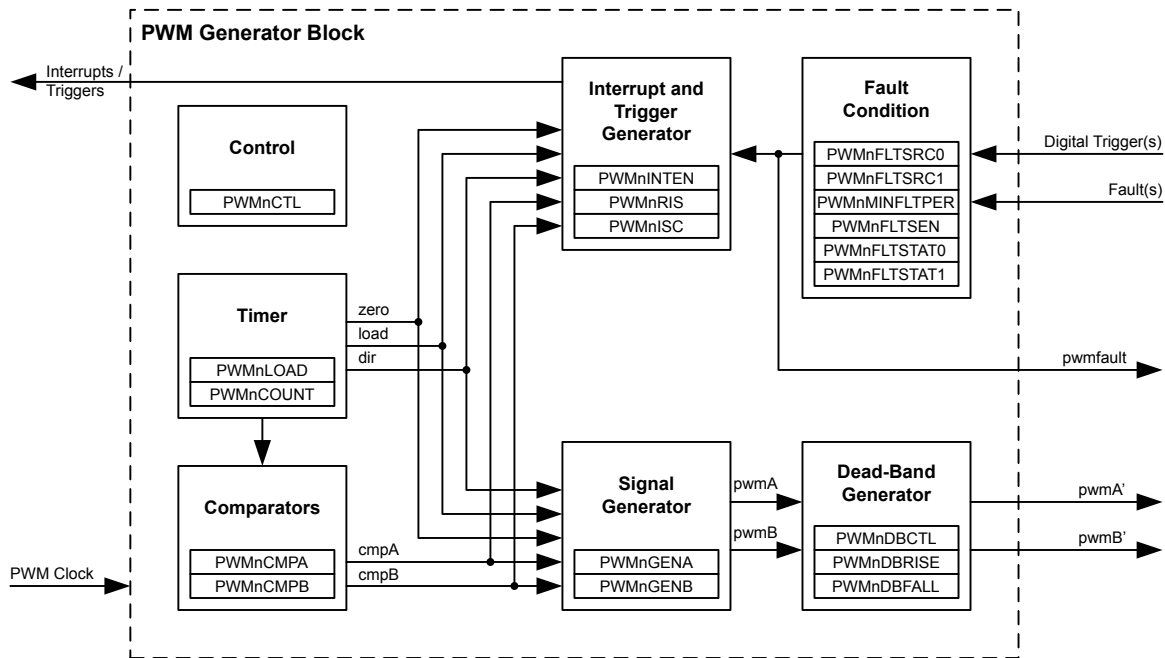 PWM Generator Block
Interrupts /
Triggers
Control
PWMnCTL
Interrupt and
Trigger
Generator
PWMnINTEN
PWMnRIS
PWMnISC
Fault
Condition
PWMnFLTSRC0
PWMnFLTSRC1
PWMnMINFLTPER
PWMnFLTSEN
PWMnFLTSTAT0
PWMnFLTSTAT1
Digital Trigger(s)
Fault(s)
Timer
PWMnLOAD
PWMnCOUNT
zero
load
dir
pwmfault
Comparators
PWMnCMPA
PWMnCMPB
cmpA
cmpB
PWM Clock
Signal
Generator
PWMnGENA
PWMnGENB
pwmA
pwmB
Dead-Band
Generator
PWMnDBCTL
PWMnDBRISE
PWMnDBFALL
pwmA’
pwmB’